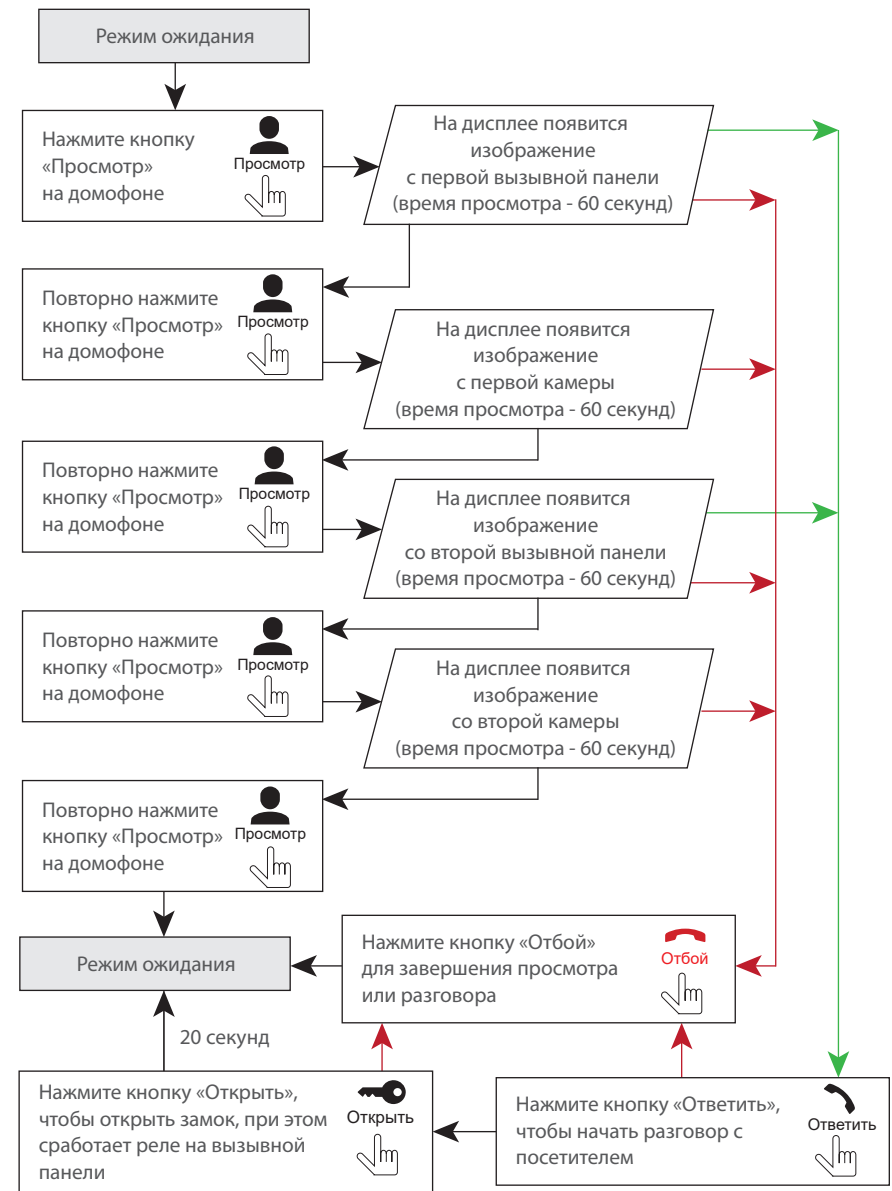 Режим ожидания
Нажмите кнопку
«Просмотр»
на домофоне
Просмотр
На дисплее появится
изображение
с первой вызывной панели
(время просмотра - 60 секунд)
Повторно нажмите
кнопку «Просмотр»
на домофоне
Просмотр
На дисплее появится
изображение
с первой камеры
(время просмотра - 60 секунд)
Повторно нажмите
кнопку «Просмотр»
на домофоне
Просмотр
На дисплее появится
изображение
со второй вызывной панели
(время просмотра - 60 секунд)
Повторно нажмите
кнопку «Просмотр»
на домофоне
Просмотр
На дисплее появится
изображение
со второй камеры
(время просмотра - 60 секунд)
Повторно нажмите
кнопку «Просмотр»
на домофоне
Просмотр
Режим ожидания
Нажмите кнопку «Отбой»
для завершения просмотра
или разговора
Отбой
20 секунд
Нажмите кнопку «Открыть»,
чтобы открыть замок, при этом
сработает реле на вызывной
панели
Открыть
Нажмите кнопку «Ответить»,
чтобы начать разговор с
посетителем
Ответить